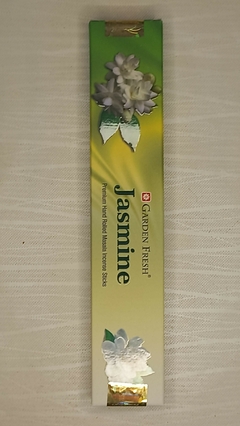 GARDEN FRESH®
Jasmine
Premium Hand Rolled Masala Incense Sticks